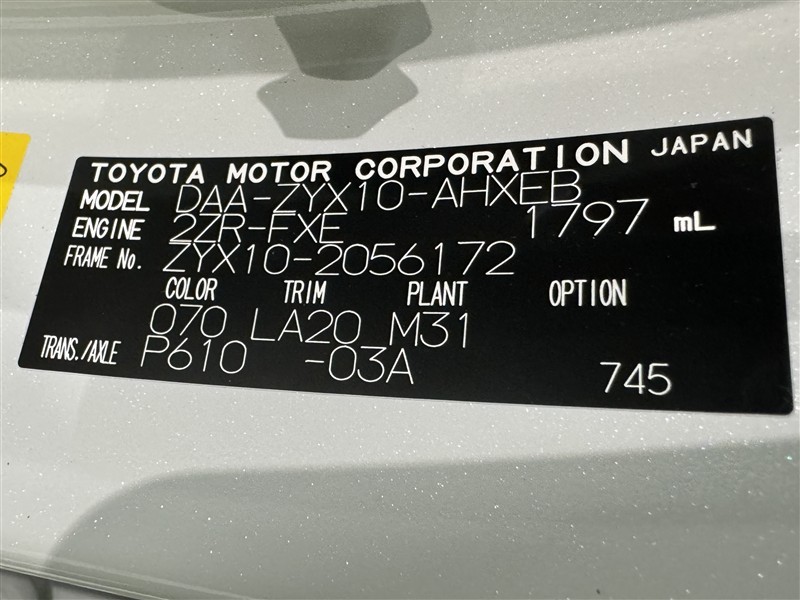 TOYOTA MOTOR CORPORATION JAPAN
MODEL DAA-ZYX10-AHXEB
ENGINE 2ZR-FXE 1797 mL
FRAME No. ZYX10-2056172
COLOR TRIM PLANT OPTION
070 LA20 M31
TRANS./AXLE P610 -03A
745